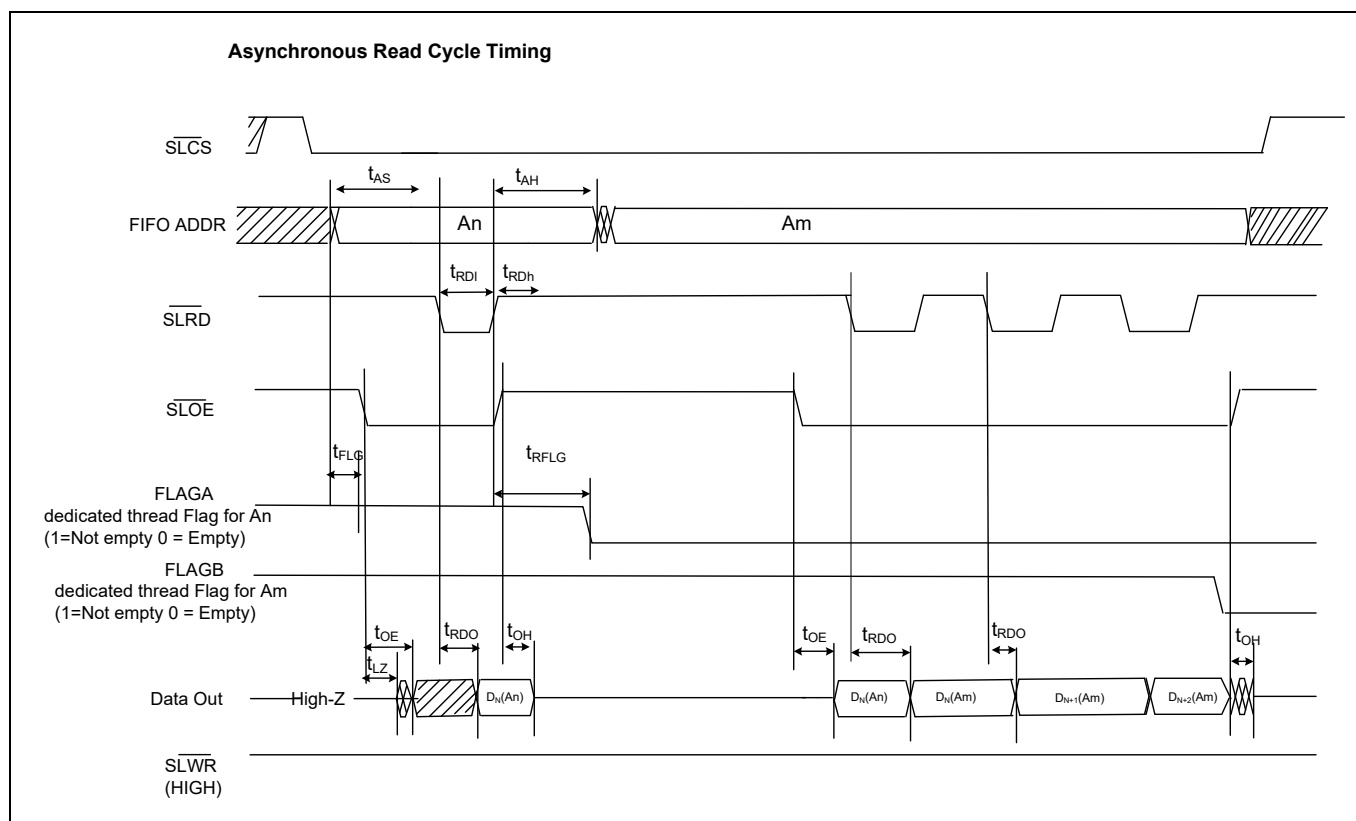 Asynchronous Read Cycle Timing
SLCS
tAS
tAH
FIFO ADDR
An
Am
tRDl
tRDh
SLRD
SLOE
tFLG
tRFLG
FLAGA
dedicated thread Flag for An
(1=Not empty 0 = Empty)
FLAGB
dedicated thread Flag for Am
(1=Not empty 0 = Empty)
tOE
tRDO
tOH
tOE
tRDO
tRDO
tOH
tLZ
Data Out
High-Z
DN(An)
DN(An)
DN(Am)
DN+1(Am)
DN+2(Am)
SLWR
(HIGH)